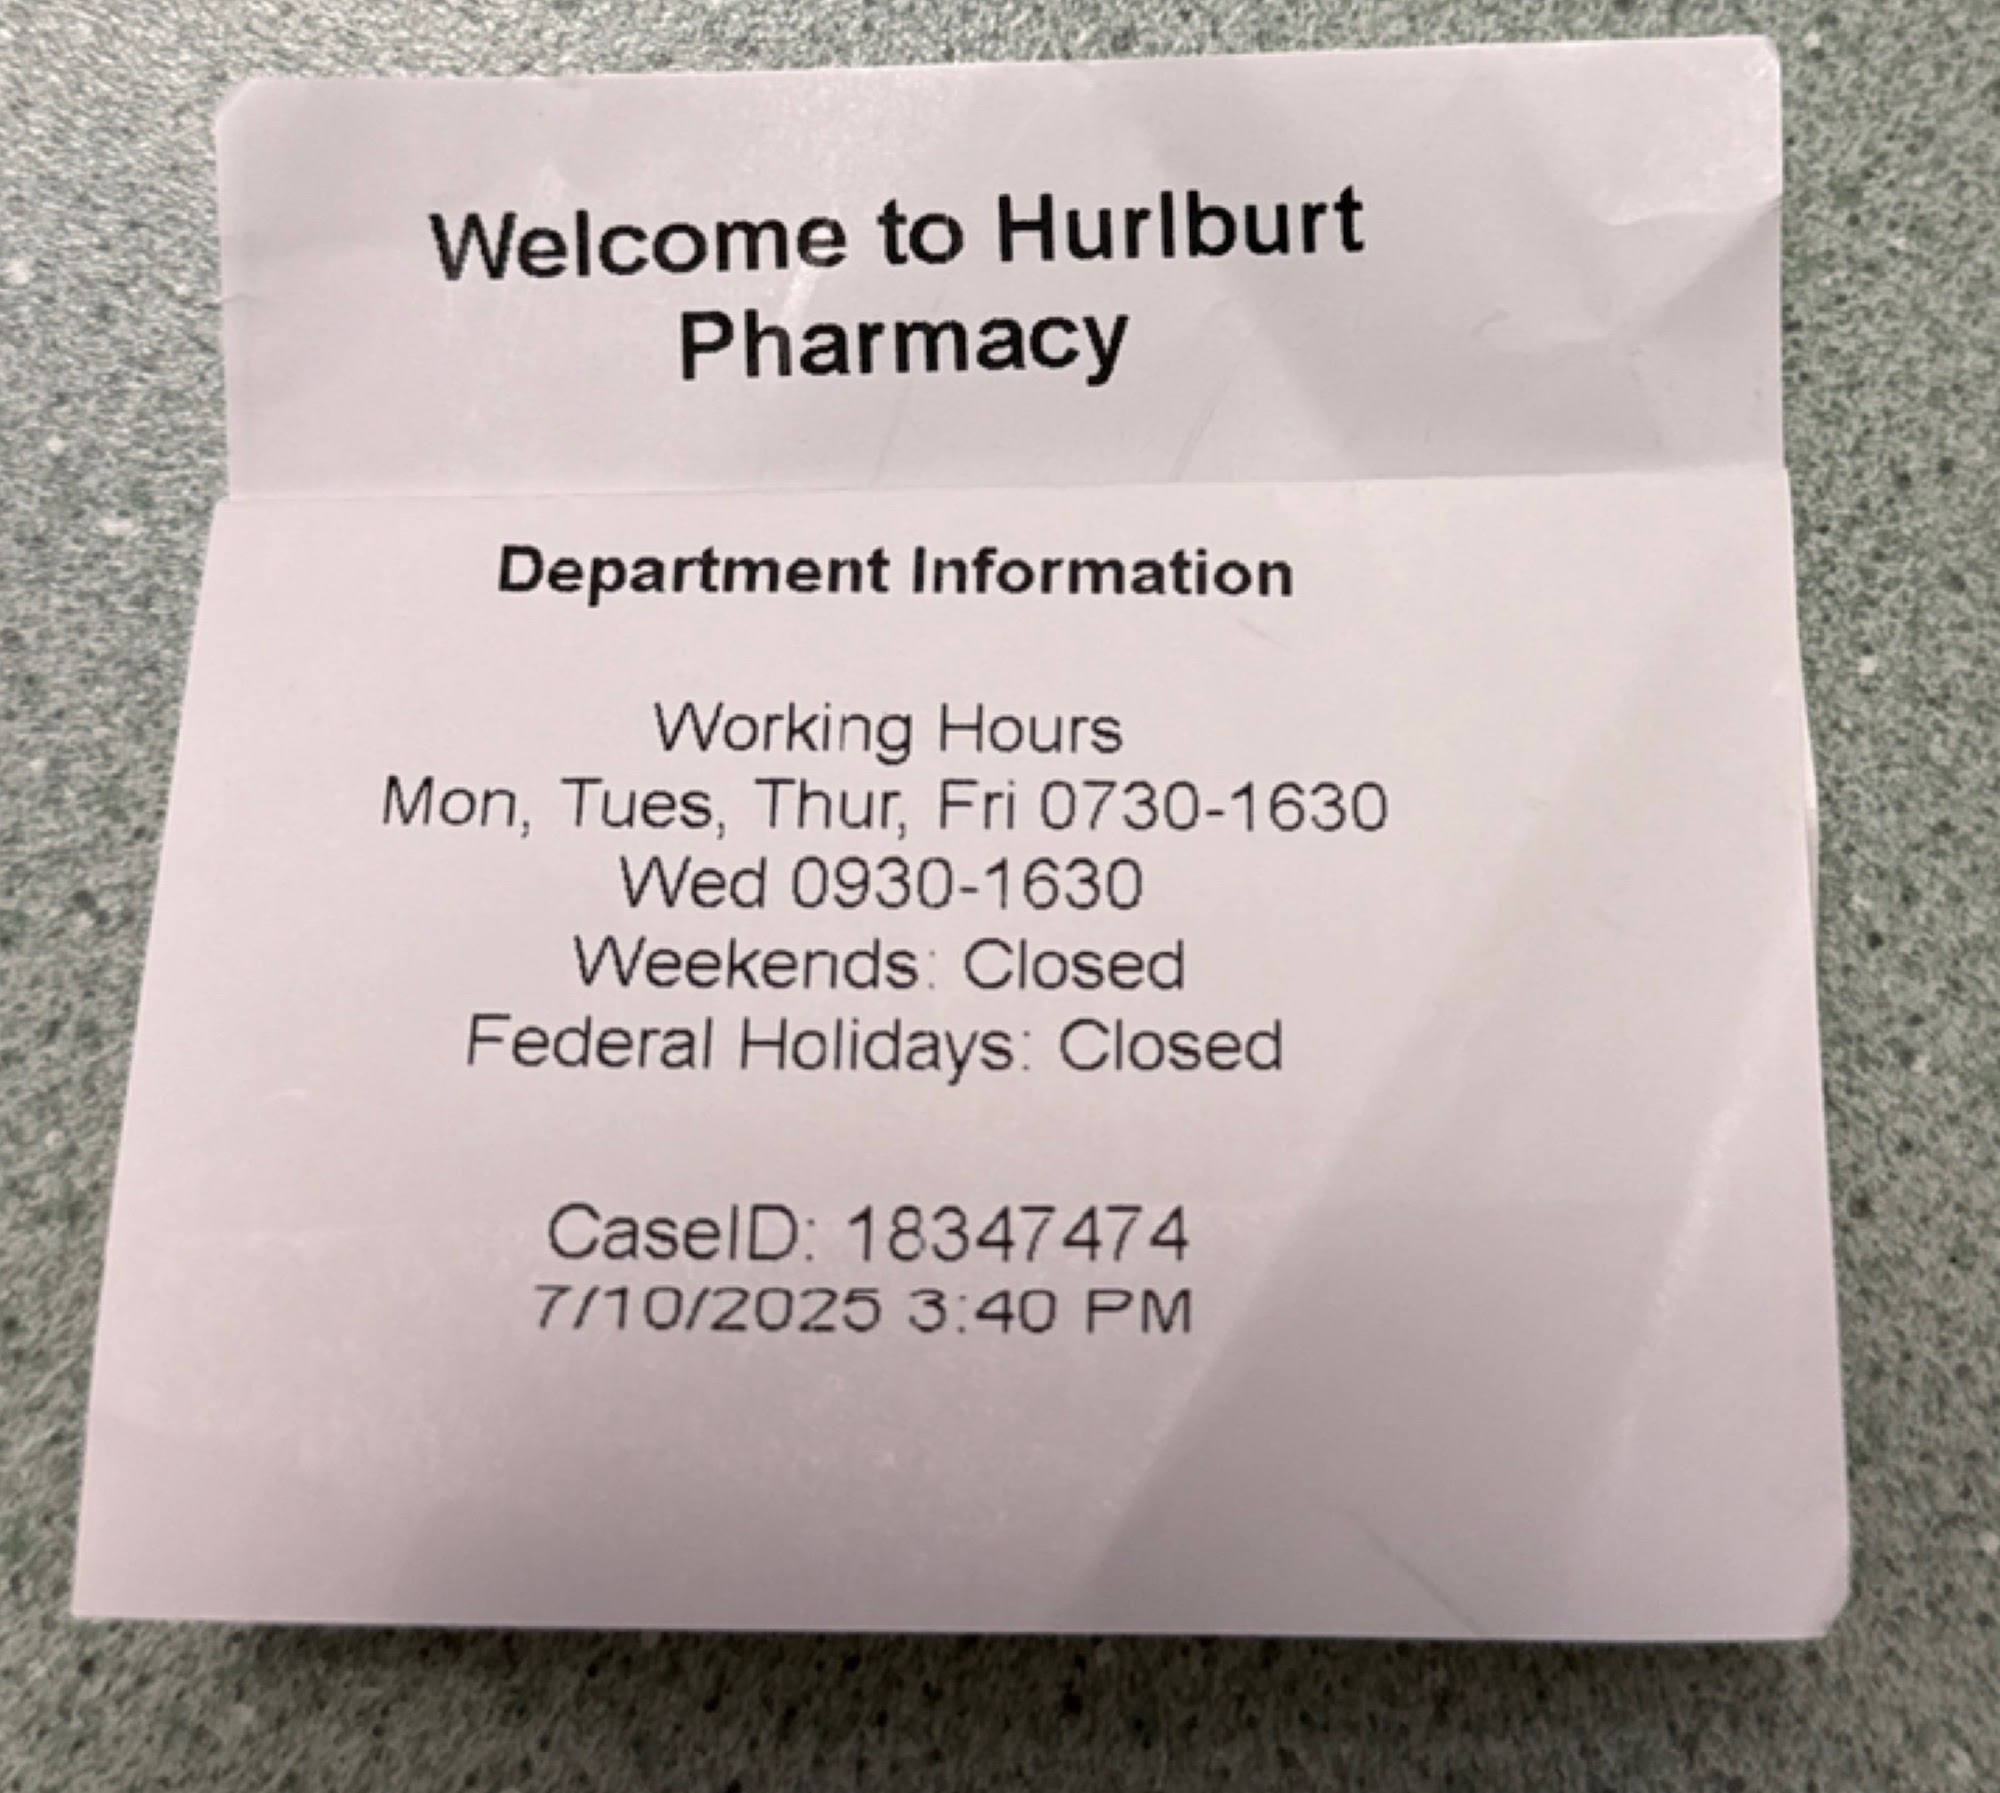 Welcome to Hurlburt
Pharmacy
Department Information
Working Hours
Mon, Tues, Thur, Fri 0730-1630
Wed 0930-1630
Weekends: Closed
Federal Holidays: Closed
CaseID: 18347474
7/10/2025 3:40 PM